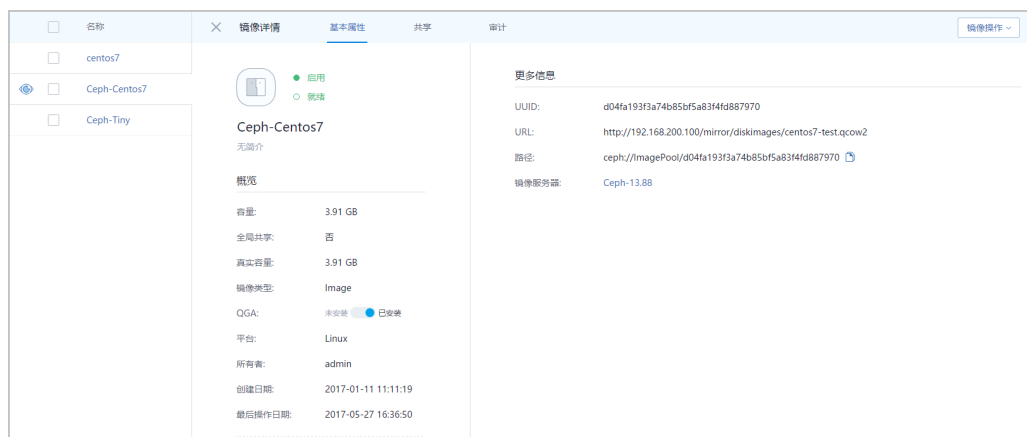 名称
centos7
Ceph-Centos7
Ceph-Tiny
镜像详情 基本属性 共享 审计 镜像操作
启用
就绪
Ceph-Centos7
无简介
概览
容量: 3.91 GB
全局共享: 否
真实容量: 3.91 GB
镜像类型: Image
QGA: 未安装 已安装
平台: Linux
所有者: admin
创建日期: 2017-01-11 11:11:19
最后操作日期: 2017-05-27 16:36:50
更多信息
UUID: d04fa193f3a74b85bf5a83f4fd887970
URL: http://192.168.200.100/mirror/diskimages/centos7-test.qcow2
路径: ceph://ImagePool/d04fa193f3a74b85bf5a83f4fd887970
镜像服务器: Ceph-13.88